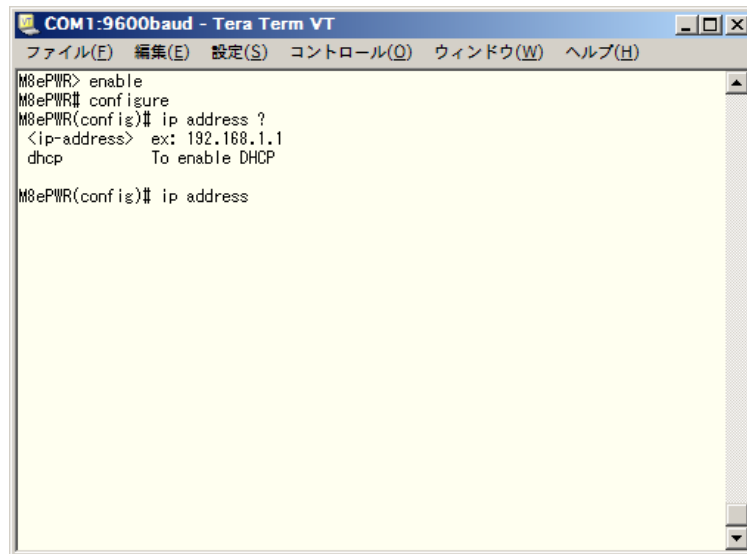 COM1:9600baud - Tera Term VT
ファイル(F) 編集(E) 設定(S) コントロール(O) ウィンドウ(W) ヘルプ(H)
M8ePWR> enable
M8ePWR# configure
M8ePWR(config)# ip address ?
<ip-address> ex: 192.168.1.1
dhcp To enable DHCP
M8ePWR(config)# ip address